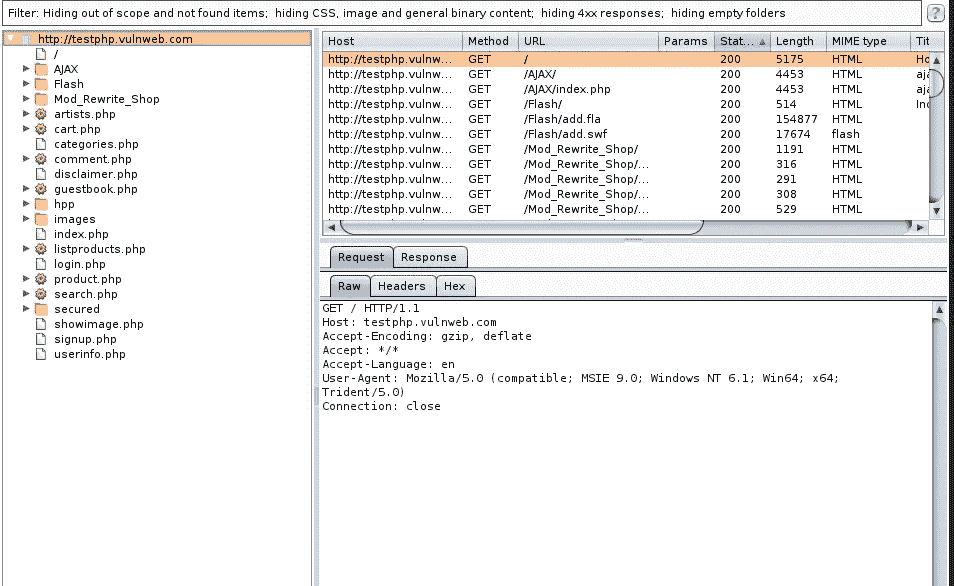 Filter: Hiding out of scope and not found items; hiding CSS, image and general binary content; hiding 4xx responses; hiding empty folders
?
http://testphp.vulnweb.com
/
AJAX
Flash
Mod_Rewrite_Shop
artists.php
cart.php
categories.php
comment.php
disclaimer.php
guestbook.php
hpp
images
index.php
listproducts.php
login.php
product.php
search.php
secured
showimage.php
signup.php
userinfo.php
Host Method URL Params Stat... Length MIME type Tit
http://testphp.vulnw... GET / 200 5175 HTML Ho
http://testphp.vulnw... GET /AJAX/ 200 4453 HTML aja
http://testphp.vulnw... GET /AJAX/index.php 200 4453 HTML aja
http://testphp.vulnw... GET /Flash/ 200 514 HTML Inc
http://testphp.vulnw... GET /Flash/add.fla 200 154877 HTML
http://testphp.vulnw... GET /Flash/add.swf 200 17674 flash
http://testphp.vulnw... GET /Mod_Rewrite_Shop/ 200 1191 HTML
http://testphp.vulnw... GET /Mod_Rewrite_Shop/... 200 316 HTML
http://testphp.vulnw... GET /Mod_Rewrite_Shop/... 200 291 HTML
http://testphp.vulnw... GET /Mod_Rewrite_Shop/... 200 308 HTML
http://testphp.vulnw... GET /Mod_Rewrite_Shop/... 200 529 HTML
Request Response
Raw Headers Hex
GET / HTTP/1.1
Host: testphp.vulnweb.com
Accept-Encoding: gzip, deflate
Accept: */*
Accept-Language: en
User-Agent: Mozilla/5.0 (compatible; MSIE 9.0; Windows NT 6.1; Win64; x64;
Trident/5.0)
Connection: close